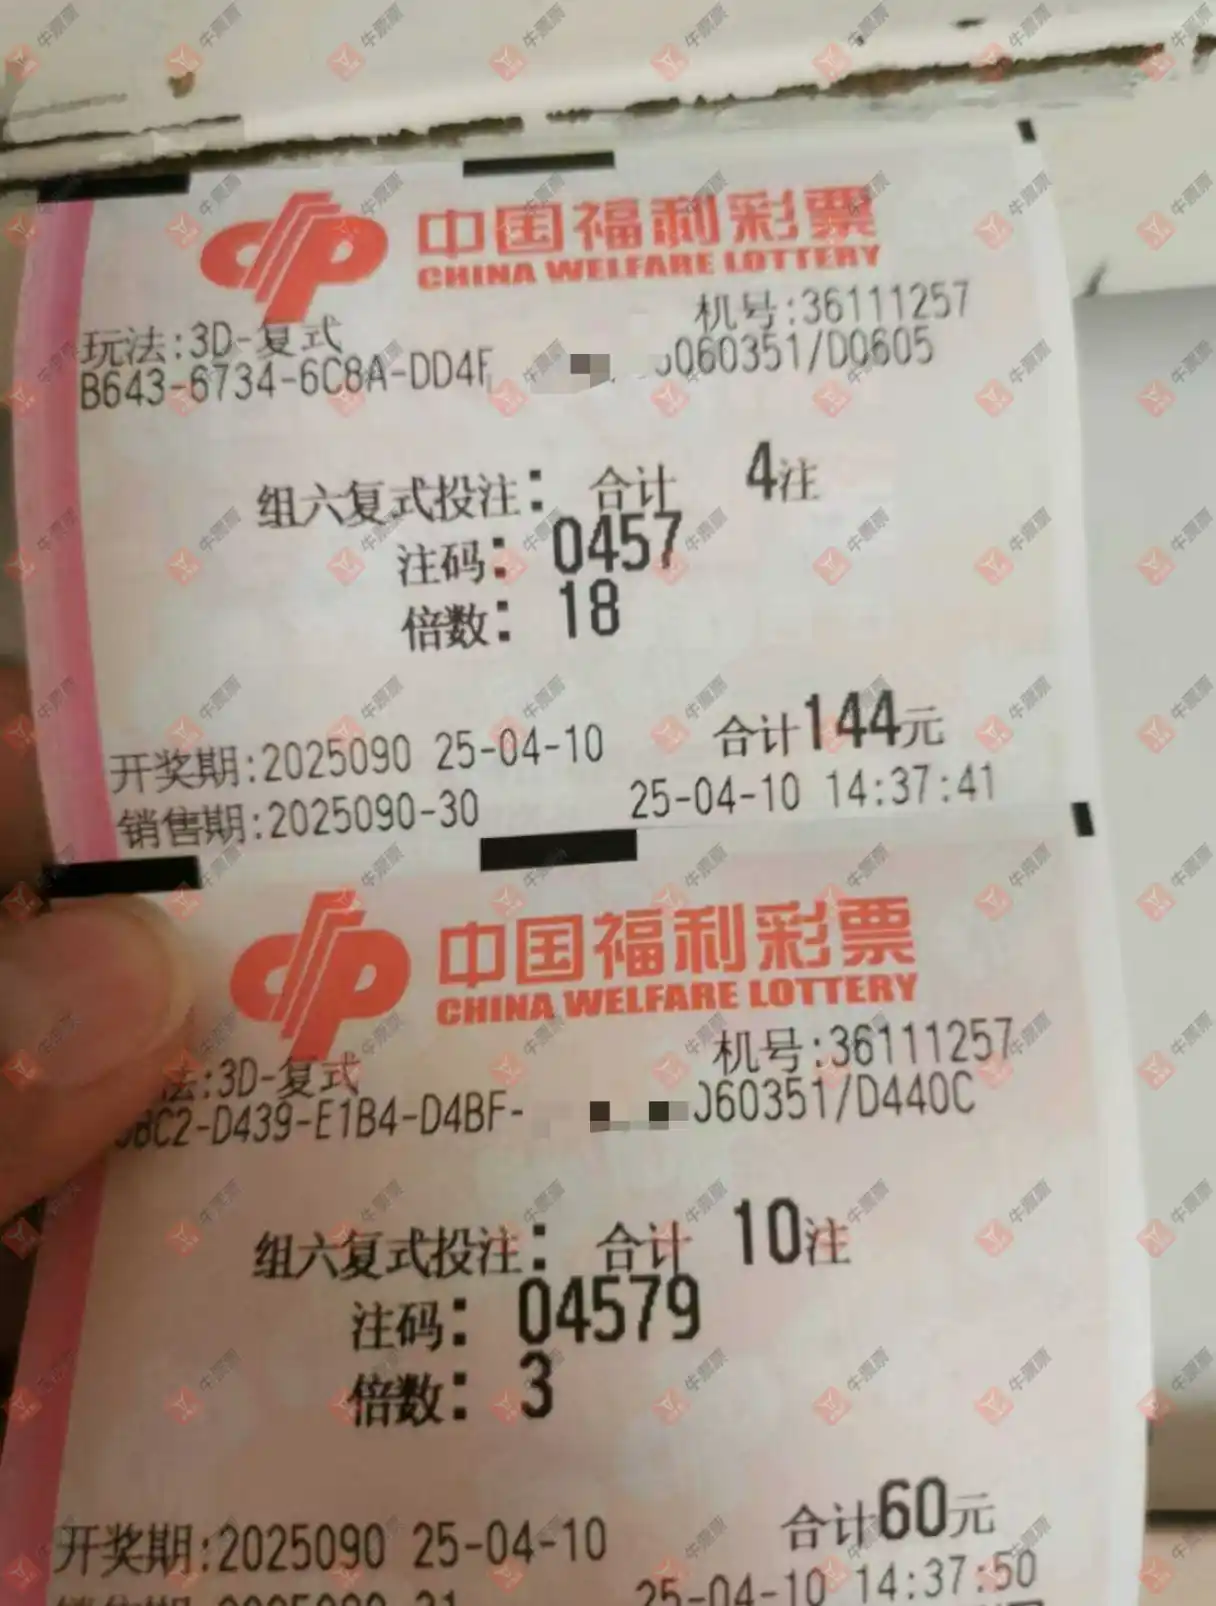 中国福利彩票
CHINA WELFARE LOTTERY
机号:36111257
玩法:3D-复式
B643-6734-6C8A-DD4F 060351/D0605
组六复式投注: 合计 4注
注码: 0457
倍数: 18
合计144元
开奖期:2025090 25-04-10
销售期:2025090-30 25-04-10 14:37:41
中国福利彩票
CHINA WELFARE LOTTERY
机号:36111257
法:3D-复式
8C2-D439-E1B4-D4BF- 060351/D440C
组六复式投注: 合计 10注
注码: 04579
倍数: 3
合计60元
开奖期:2025090 25-04-10
25-04-10 14:37:50
牛票票